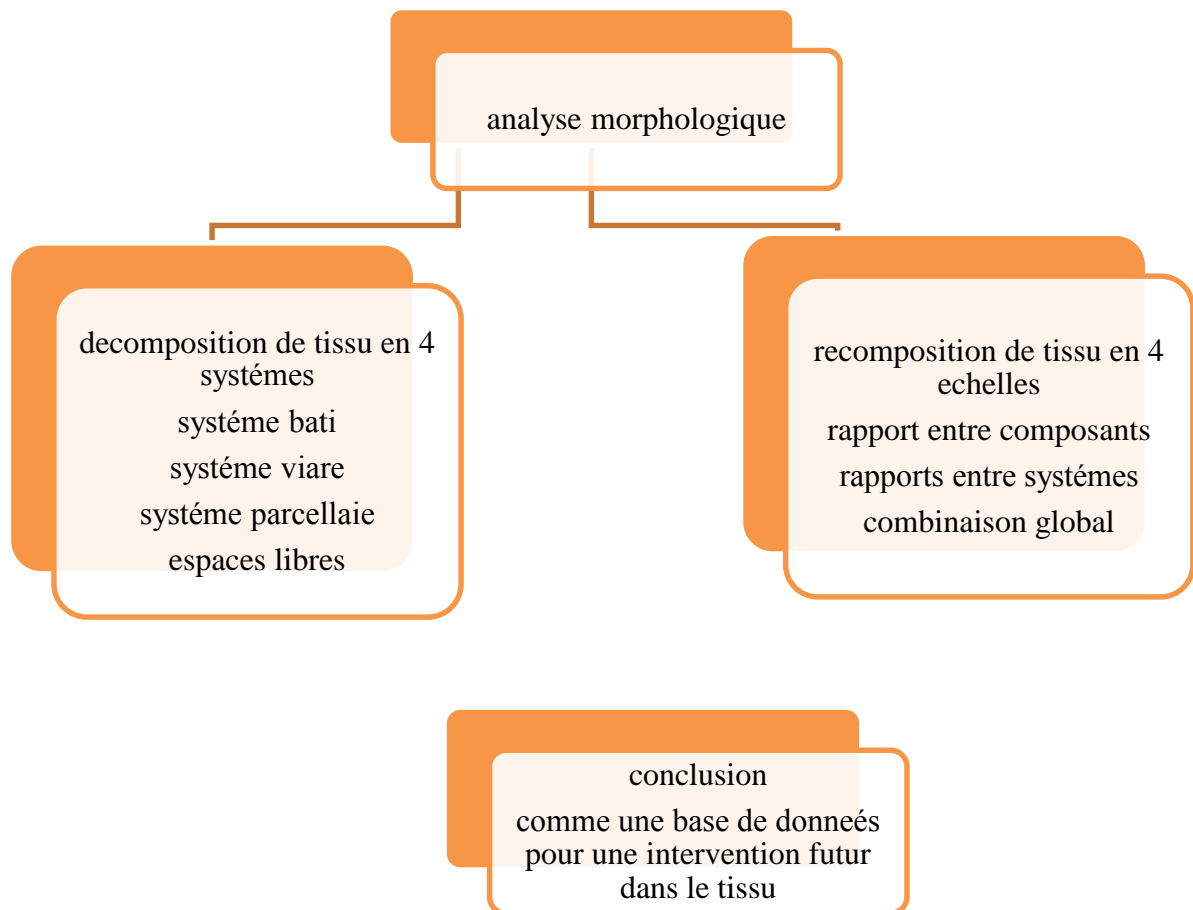 analyse morphologique
decomposition de tissu en 4
systémes
systéme bati
systéme viare
systéme parcellaie
espaces libres
recomposition de tissu en 4
echelles
rapport entre composants
rapports entre systémes
combinaison global
conclusion
comme une base de donneés
pour une intervention futur
dans le tissu